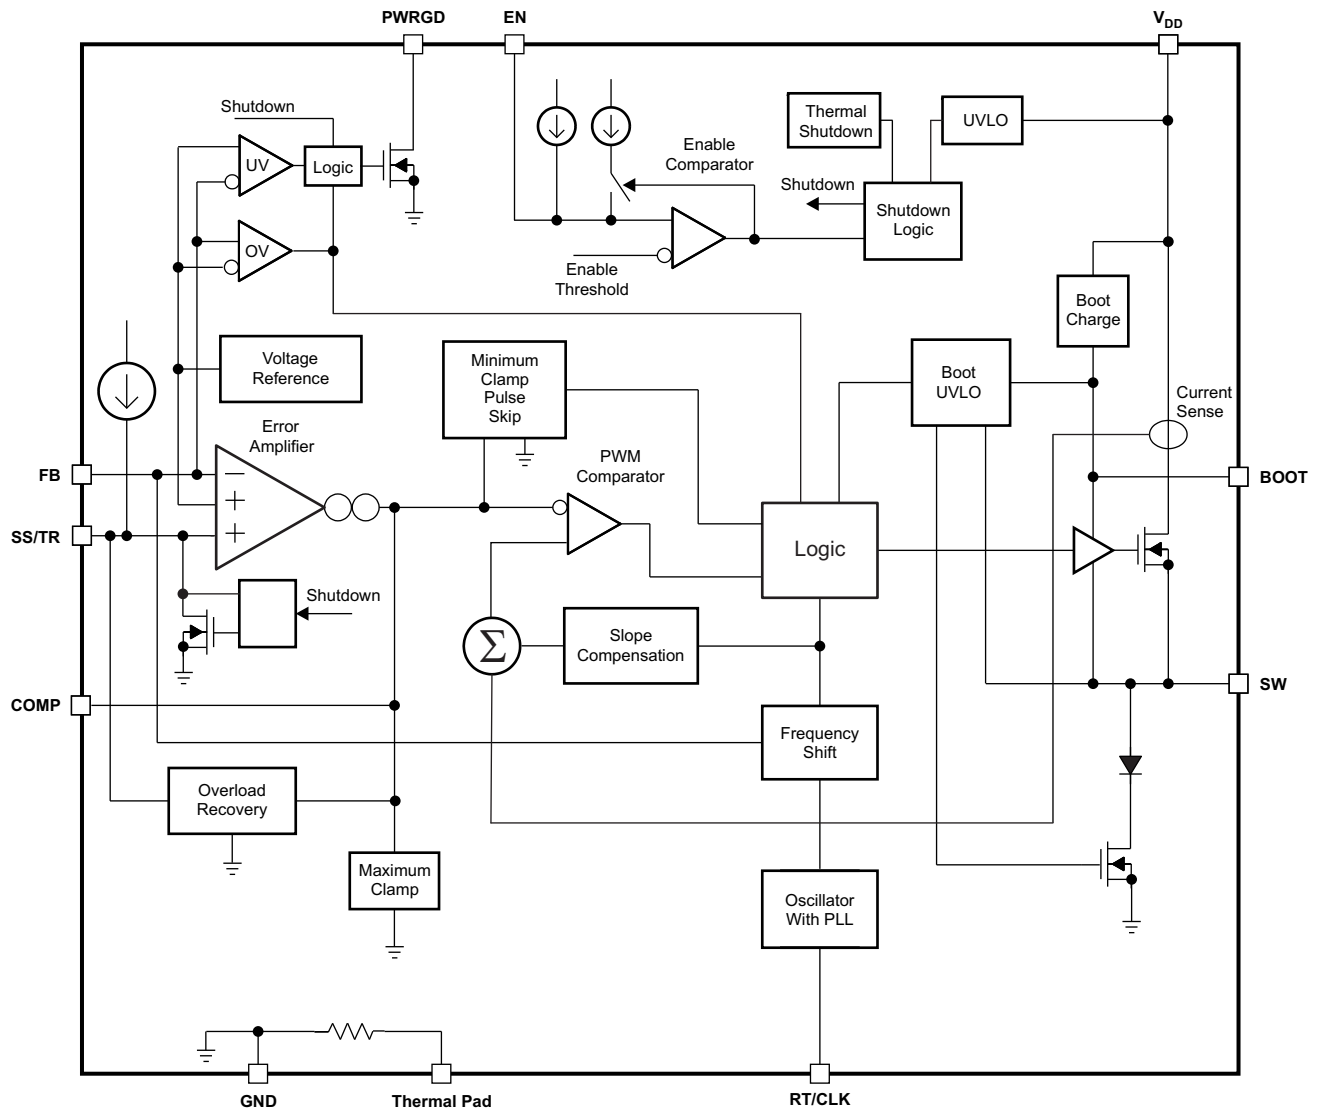 PWRGD
EN
VDD
Shutdown
UV
Logic
OV
Enable
Comparator
Enable
Threshold
Thermal
Shutdown
UVLO
Shutdown
Shutdown
Logic
Boot
Charge
Voltage
Reference
Minimum
Clamp
Pulse
Skip
Boot
UVLO
Current
Sense
Error
Amplifier
PWM
Comparator
FB
−
+
+
SS/TR
BOOT
Logic
Shutdown
Σ
Slope
Compensation
COMP
SW
Frequency
Shift
Overload
Recovery
Maximum
Clamp
Oscillator
With PLL
GND
Thermal Pad
RT/CLK